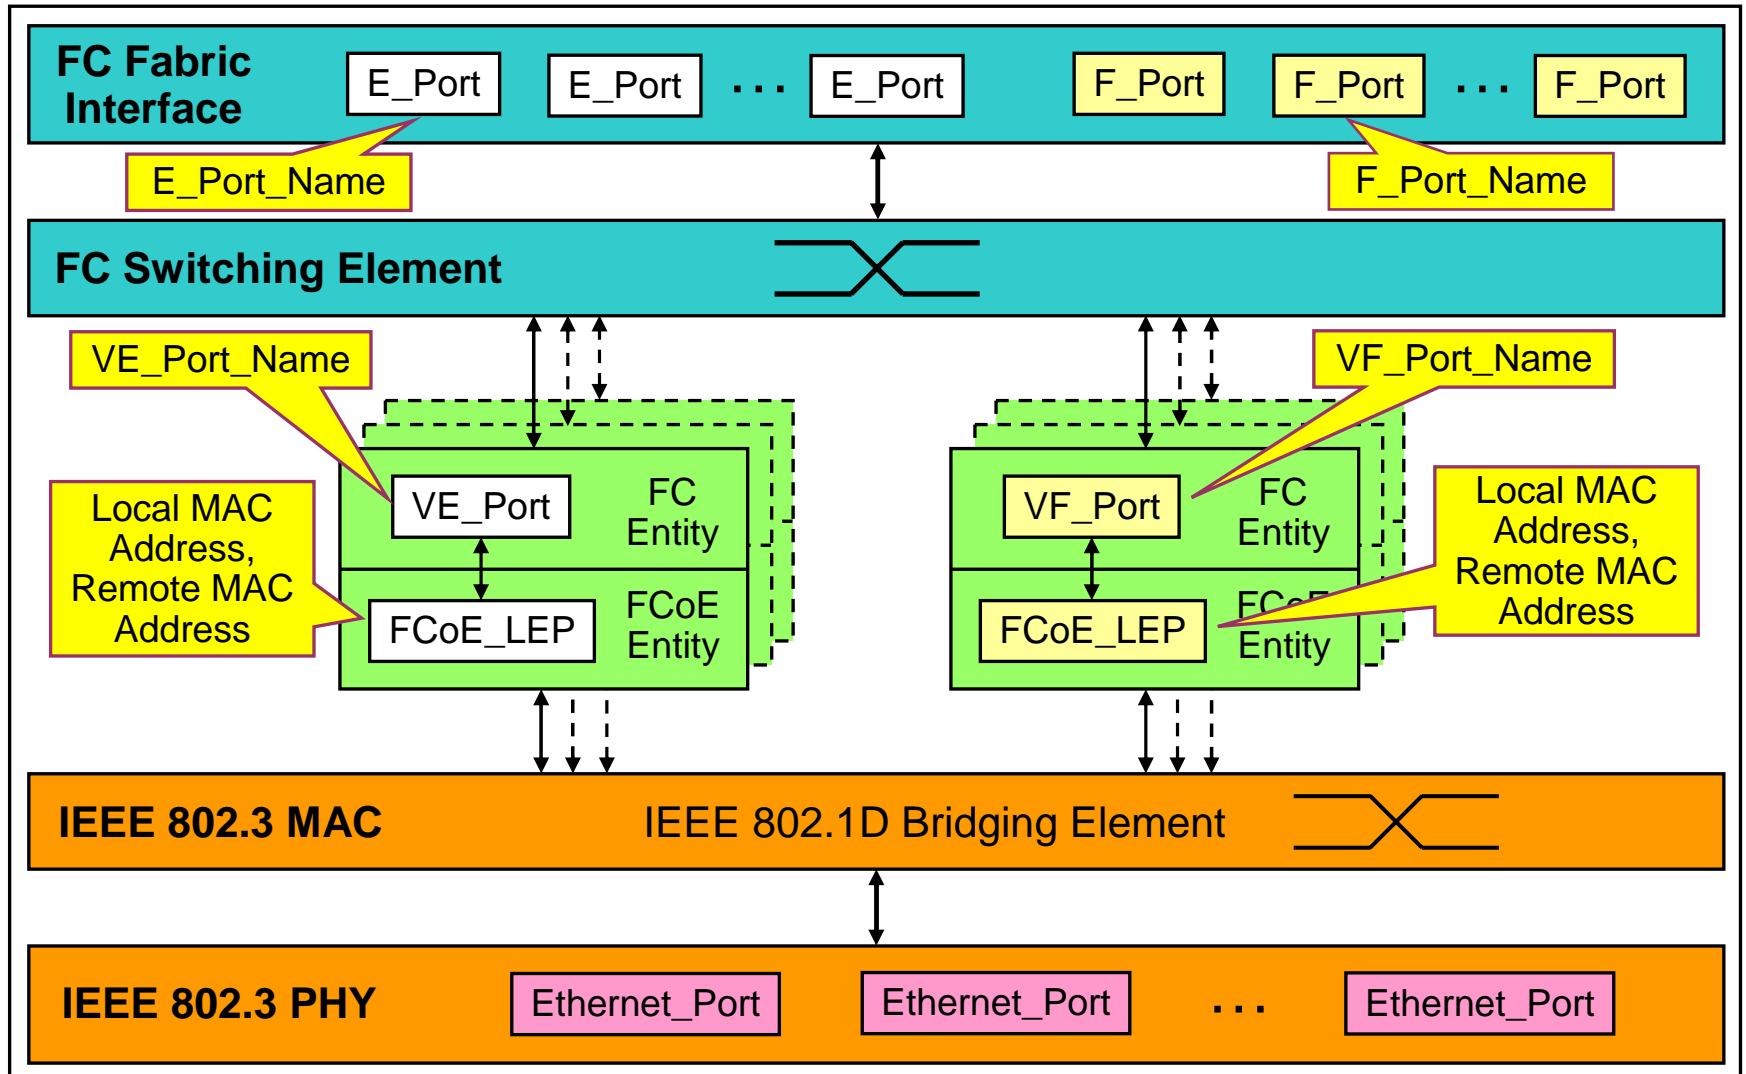 FC Fabric
Interface
E_Port
E_Port
...
E_Port
F_Port
F_Port
...
F_Port
E_Port_Name
F_Port_Name
FC Switching Element
VE_Port_Name
VF_Port_Name
Local MAC
Address,
Remote MAC
Address
VE_Port
FC
Entity
FCoE_LEP
FCoE
Entity
VF_Port
FC
Entity
FCoE_LEP
FCoE
Entity
Local MAC
Address,
Remote MAC
Address
IEEE 802.3 MAC
IEEE 802.1D Bridging Element
IEEE 802.3 PHY
Ethernet_Port
Ethernet_Port
...
Ethernet_Port